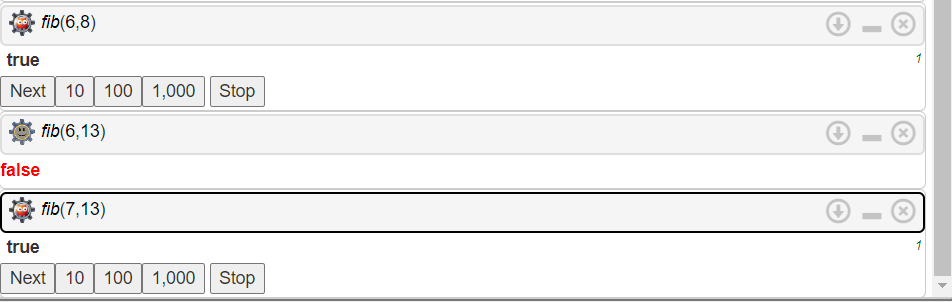 fib(6,8)
true 1
Next 10 100 1,000 Stop
fib(6,13)
false
fib(7,13)
true 1
Next 10 100 1,000 Stop